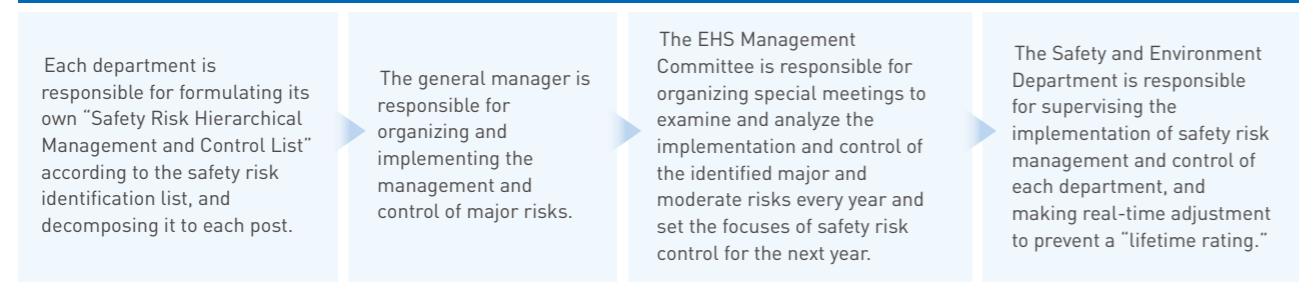 Each department is
responsible for formulating its
own “Safety Risk Hierarchical
Management and Control List”
according to the safety risk
identification list, and
decomposing it to each post.
The general manager is
responsible for
organizing and
implementing the
management and
control of major risks.
The EHS Management
Committee is responsible for
organizing special meetings to
examine and analyze the
implementation and control of
the identified major and
moderate risks every year and
set the focuses of safety risk
control for the next year.
The Safety and Environment
Department is responsible
for supervising the
implementation of safety risk
management and control of
each department, and
making real-time adjustment
to prevent a “lifetime rating.”